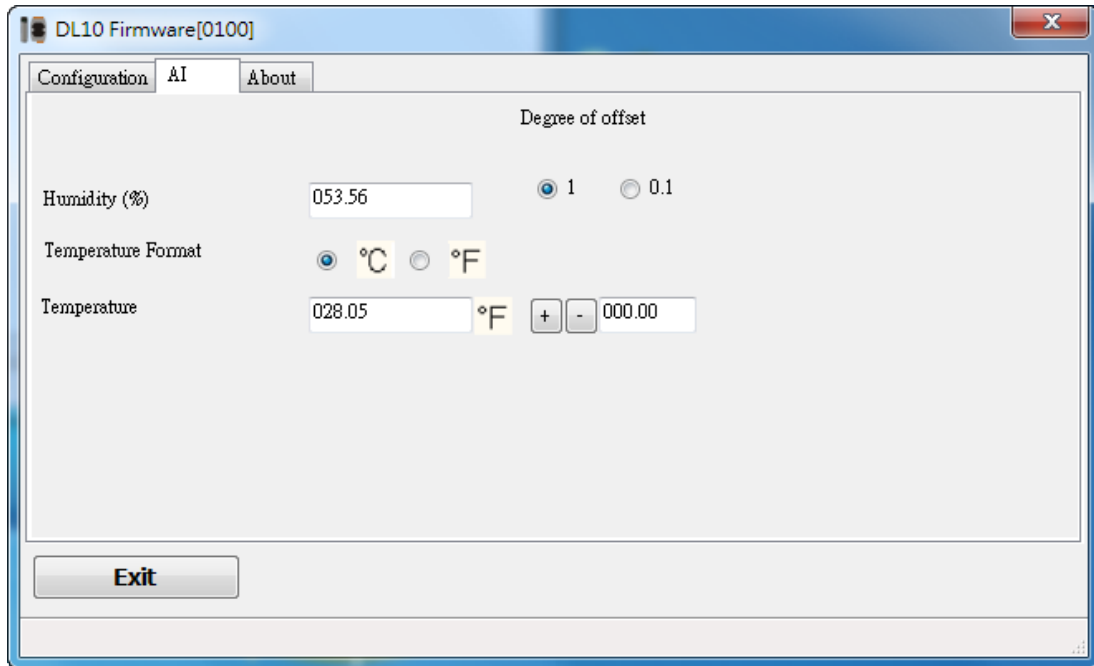 DL10 Firmware[0100]
x
Configuration AI About
Degree of offset
Humidity (%) 053.56 1 0.1
Temperature Format °C °F
Temperature 028.05 °F + - 000.00
Exit